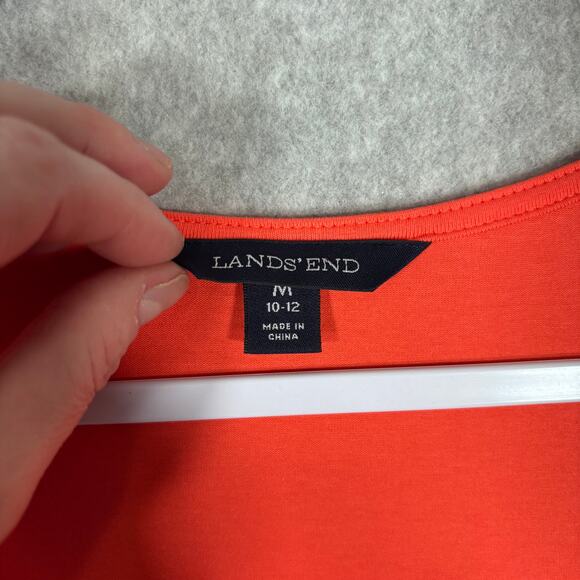 LANDS' END
M
10-12
MADE IN
CHINA